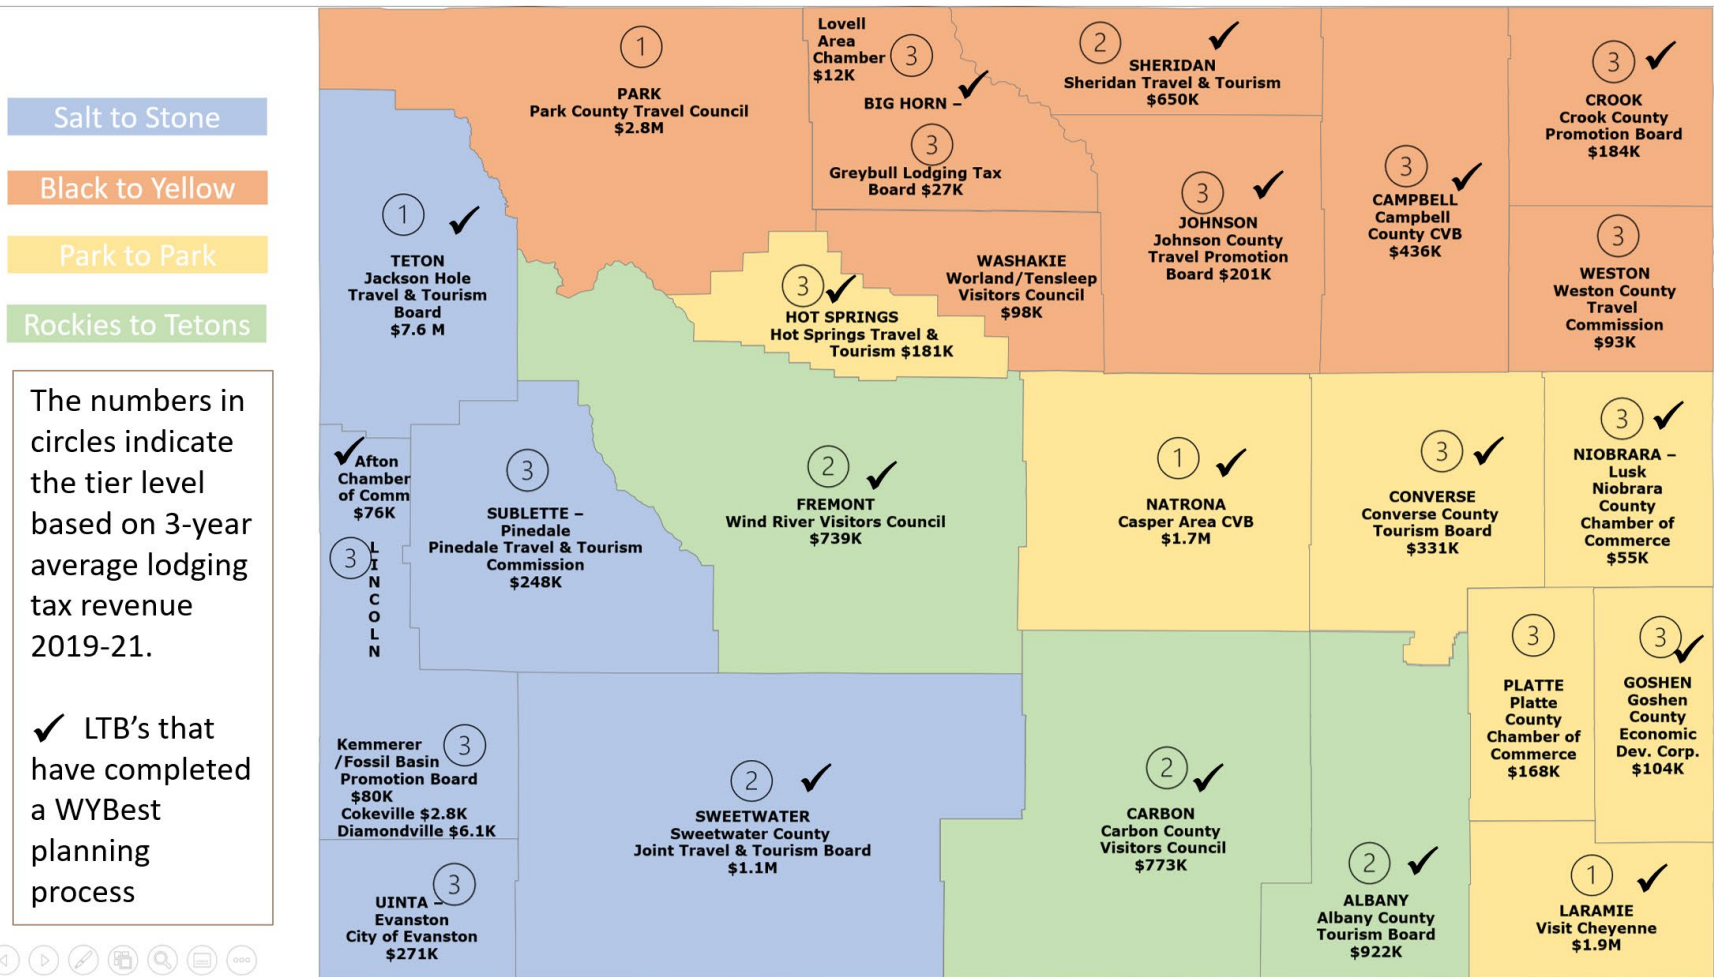 Salt to Stone
Black to Yellow
Park to Park
Rockies to Tetons
The numbers in
circles indicate
the tier level
based on 3-year
average lodging
tax revenue
2019-21.
✓ LTB's that
have completed
a WYBest
planning
process
1
PARK
Park County Travel Council
$2.8M
Lovell
Area
Chamber
$12K
3
BIG HORN –
3
Greybull Lodging Tax
Board $27K
2
SHERIDAN
Sheridan Travel & Tourism
$650K
3
CROOK
Crook County
Promotion Board
$184K
1
TETON
Jackson Hole
Travel & Tourism
Board
$7.6 M
3
HOT SPRINGS
Hot Springs Travel &
Tourism $181K
WASHAKIE
Worland/Tensleep
Visitors Council
$98K
3
JOHNSON
Johnson County
Travel Promotion
Board $201K
3
CAMPBELL
Campbell
County CVB
$436K
3
WESTON
Weston County
Travel
Commission
$93K
Afton
Chamber
of Comm
$76K
3
LINCOLN
3
SUBLETTE –
Pinedale
Pinedale Travel & Tourism
Commission
$248K
2
FREMONT
Wind River Visitors Council
$739K
1
NATRONA
Casper Area CVB
$1.7M
3
CONVERSE
Converse County
Tourism Board
$331K
3
NIOBRARA –
Lusk
Niobrara
County
Chamber of
Commerce
$55K
3
PLATTE
Platte
County
Chamber of
Commerce
$168K
3
GOSHEN
Goshen
County
Economic
Dev. Corp.
$104K
3
Kemmerer
/Fossil Basin
Promotion Board
$80K
Cokeville $2.8K
Diamondville $6.1K
2
SWEETWATER
Sweetwater County
Joint Travel & Tourism Board
$1.1M
2
CARBON
Carbon County
Visitors Council
$773K
2
ALBANY
Albany County
Tourism Board
$922K
1
LARAMIE
Visit Cheyenne
$1.9M
3
UINTA –
Evanston
City of Evanston
$271K